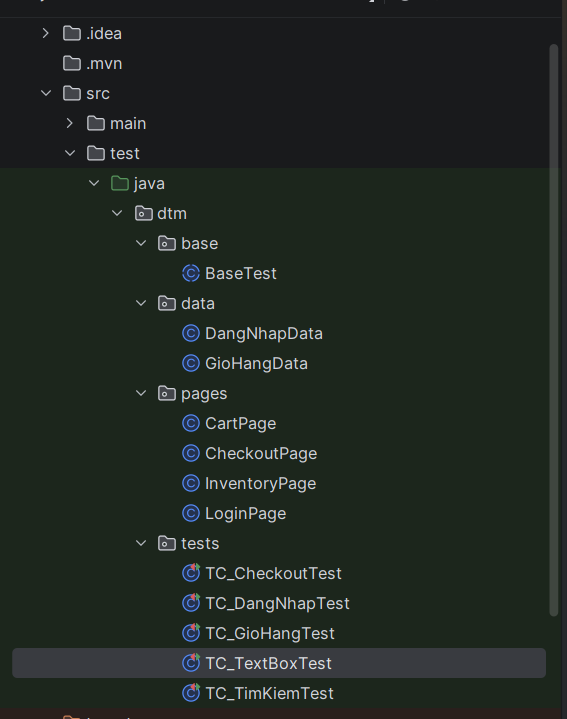 .idea
.mvn
src
main
test
java
dtm
base
BaseTest
data
DangNhapData
GioHangData
pages
CartPage
CheckoutPage
InventoryPage
LoginPage
tests
TC_CheckoutTest
TC_DangNhapTest
TC_GioHangTest
TC_TextBoxTest
TC_TimKiemTest